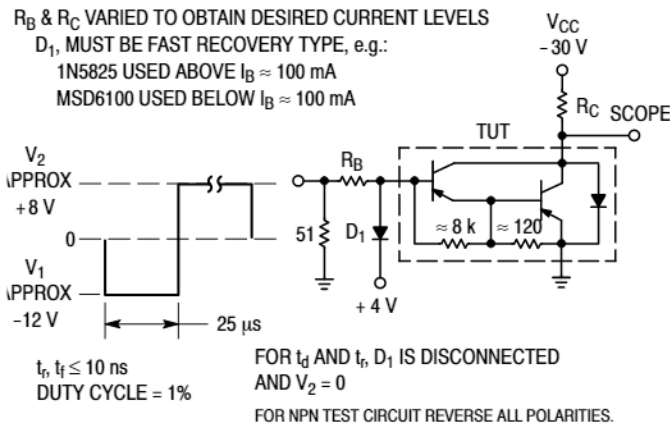 R_B & R_C VARIED TO OBTAIN DESIRED CURRENT LEVELS
D_1, MUST BE FAST RECOVERY TYPE, e.g.:
1N5825 USED ABOVE I_B ≈ 100 mA
MSD6100 USED BELOW I_B ≈ 100 mA
V_CC
- 30 V
R_C SCOPE
TUT
V_2
APPROX
+8 V
R_B
0
51
D_1
≈ 8 k ≈ 120
V_1
APPROX
-12 V
+ 4 V
25 μs
t_r, t_f ≤ 10 ns
DUTY CYCLE = 1%
FOR t_d AND t_r, D_1 IS DISCONNECTED
AND V_2 = 0
FOR NPN TEST CIRCUIT REVERSE ALL POLARITIES.